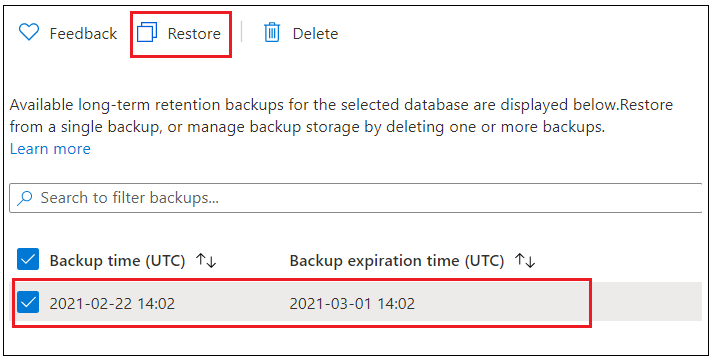 Feedback Restore Delete
Available long-term retention backups for the selected database are displayed below.Restore
from a single backup, or manage backup storage by deleting one or more backups.
Learn more
Search to filter backups...
Backup time (UTC) ↑↓ Backup expiration time (UTC) ↑↓
2021-02-22 14:02 2021-03-01 14:02